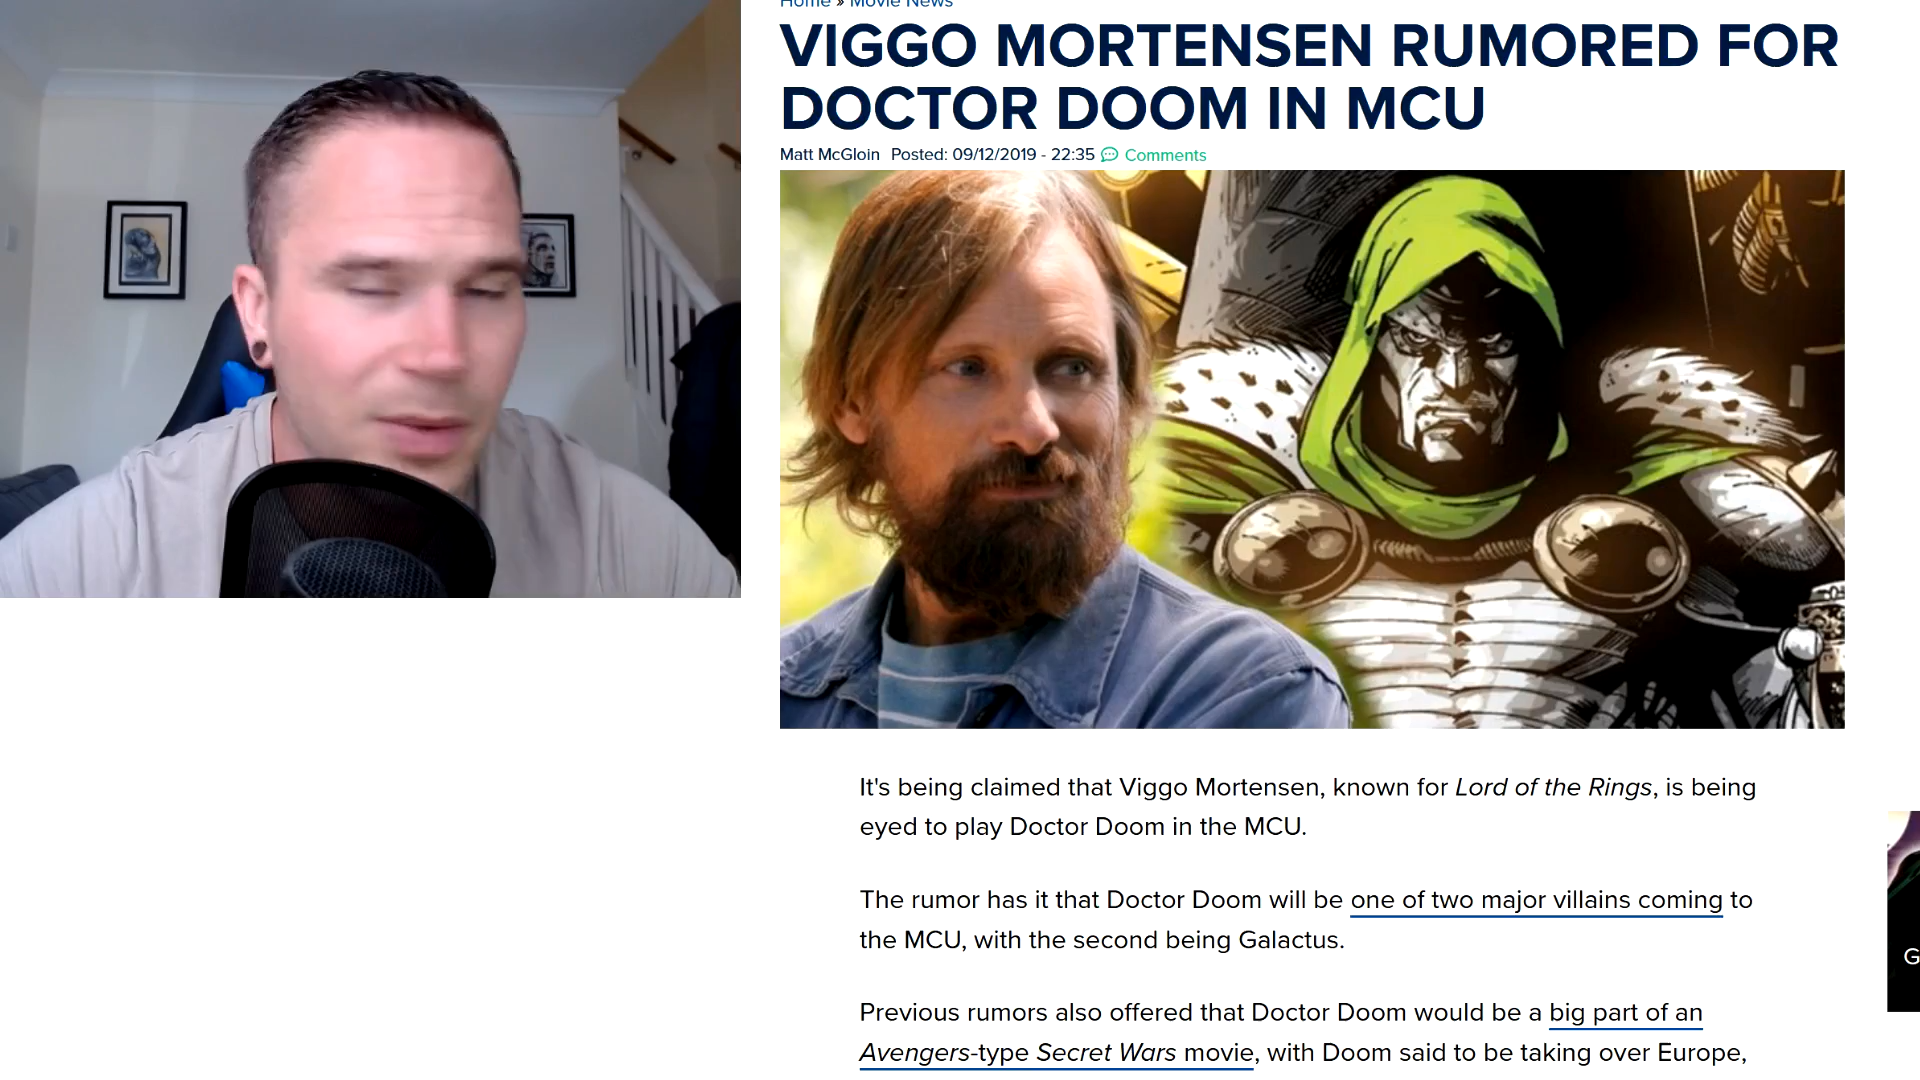 Home » Movie News
VIGGO MORTENSEN RUMORED FOR
DOCTOR DOOM IN MCU
Matt McGloin Posted: 09/12/2019 - 22:35 Comments
It's being claimed that Viggo Mortensen, known for Lord of the Rings, is being
eyed to play Doctor Doom in the MCU.
The rumor has it that Doctor Doom will be one of two major villains coming to
the MCU, with the second being Galactus.
Previous rumors also offered that Doctor Doom would be a big part of an
Avengers-type Secret Wars movie, with Doom said to be taking over Europe,
G